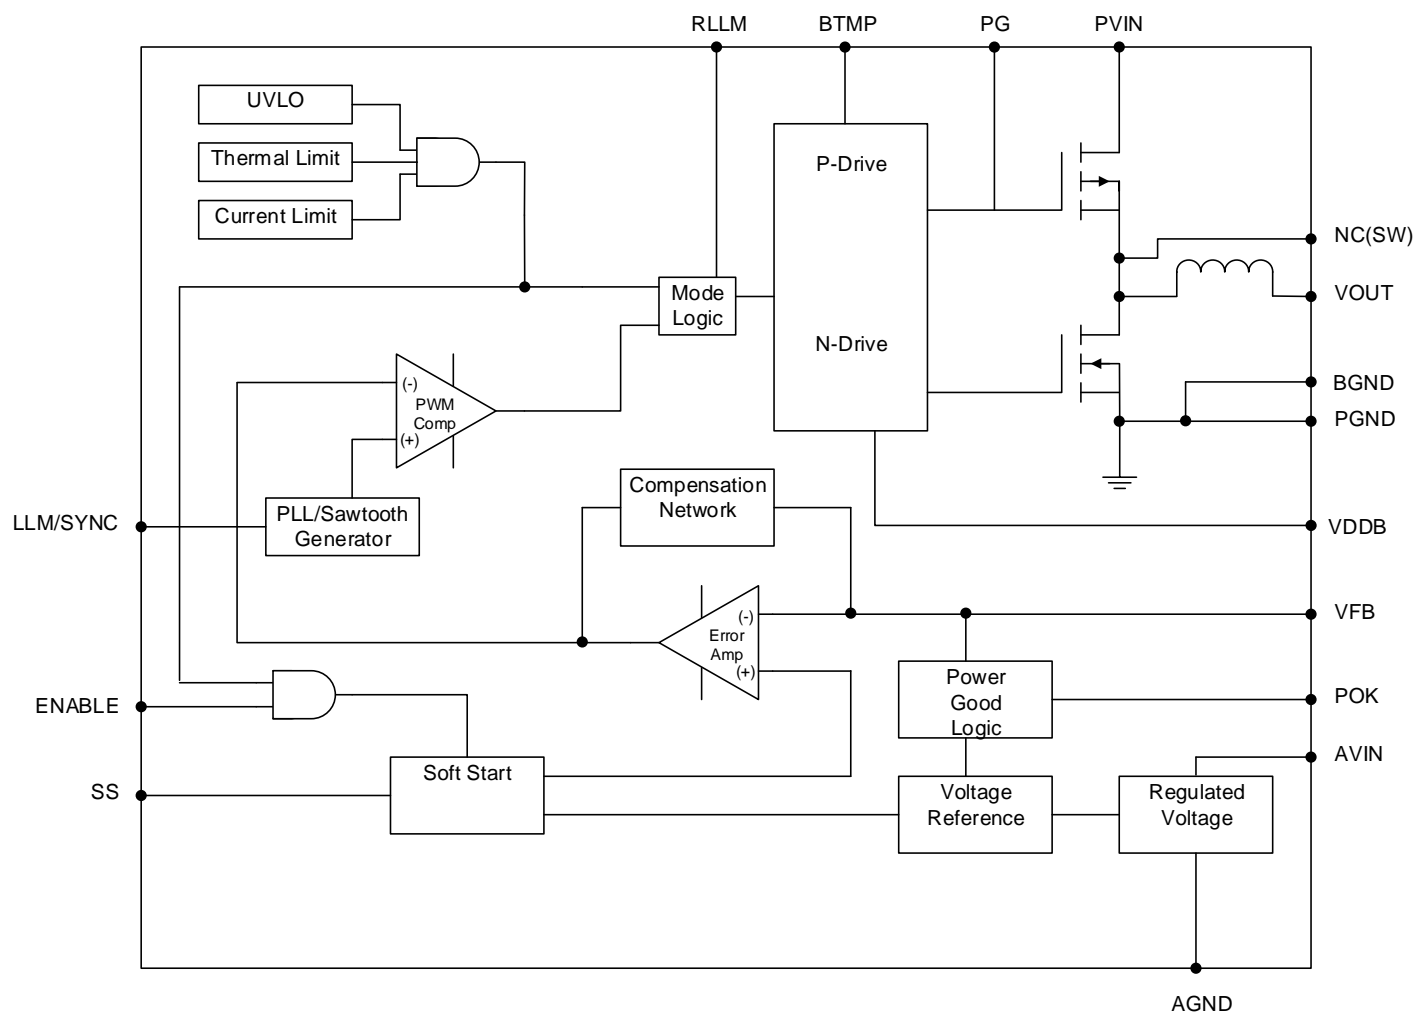 RLLM
BTMP
PG
PVIN
UVLO
Thermal Limit
Current Limit
P-Drive
N-Drive
Mode
Logic
NC(SW)
VOUT
BGND
PGND
(-)
PWM
Comp
(+)
LLM/SYNC
PLL/Sawtooth
Generator
Compensation
Network
VDDB
VFB
(-)
Error
Amp
(+)
ENABLE
Power
Good
Logic
POK
AVIN
SS
Soft Start
Voltage
Reference
Regulated
Voltage
AGND